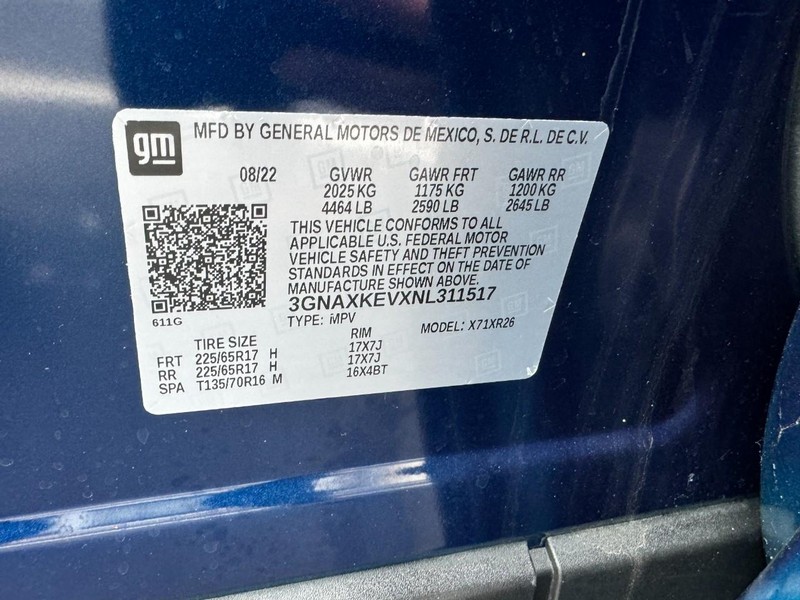 gm MFD BY GENERAL MOTORS DE MEXICO, S. DE R.L. DE C.V.
08/22 GVWR GAWR FRT GAWR RR
2025 KG 1175 KG 1200 KG
4464 LB 2590 LB 2645 LB
THIS VEHICLE CONFORMS TO ALL
APPLICABLE U.S. FEDERAL MOTOR
VEHICLE SAFETY AND THEFT PREVENTION
STANDARDS IN EFFECT ON THE DATE OF
MANUFACTURE SHOWN ABOVE.
3GNAXKEVXNL311517
611G
TYPE: MPV MODEL: X71XR26
TIRE SIZE RIM
FRT 225/65R17 H 17X7J
RR 225/65R17 H 17X7J
SPA T135/70R16 M 16X4BT